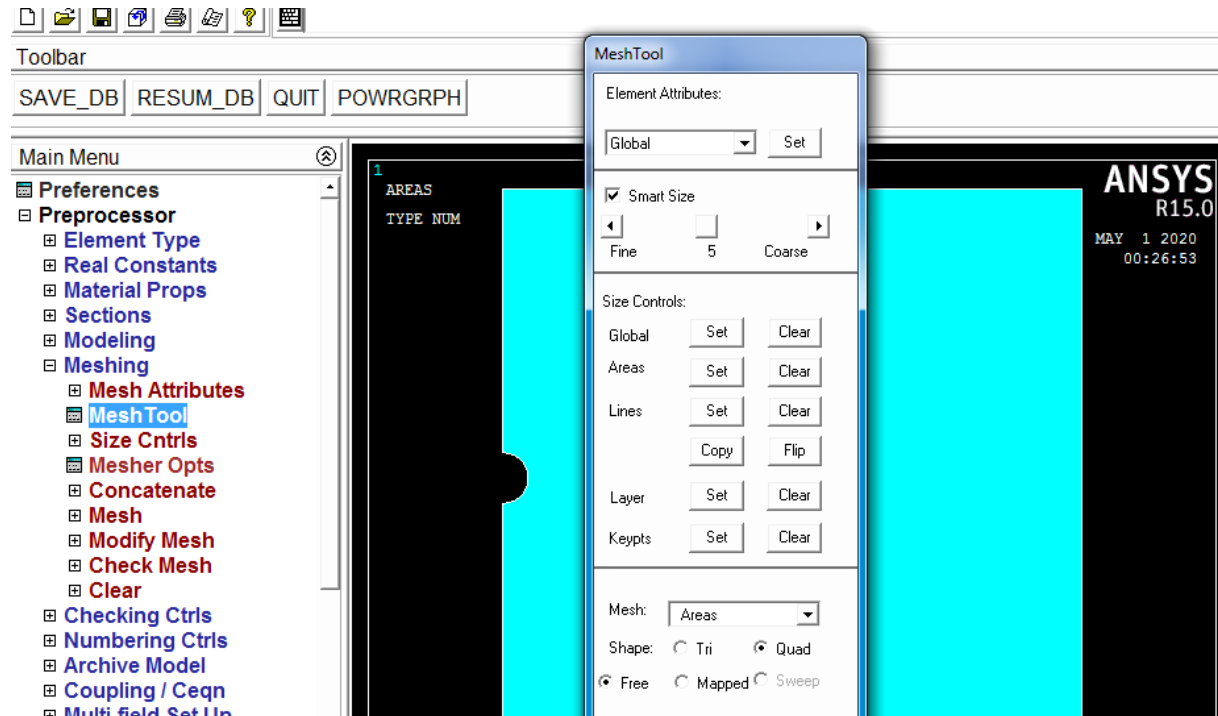 Toolbar
SAVE_DB RESUM_DB QUIT POWRGRPH
Main Menu
Preferences
Preprocessor
Element Type
Real Constants
Material Props
Sections
Modeling
Meshing
Mesh Attributes
MeshTool
Size Cntrls
Mesher Opts
Concatenate
Mesh
Modify Mesh
Check Mesh
Clear
Checking Ctrls
Numbering Ctrls
Archive Model
Coupling / Ceqn
Multi-field Set Up
1
AREAS
TYPE NUM
MeshTool
Element Attributes:
Global Set
Smart Size
Fine 5 Coarse
Size Controls:
Global Set Clear
Areas Set Clear
Lines Set Clear
Copy Flip
Layer Set Clear
Keypts Set Clear
Mesh: Areas
Shape: Tri Quad
Free Mapped Sweep
ANSYS
R15.0
MAY 1 2020
00:26:53